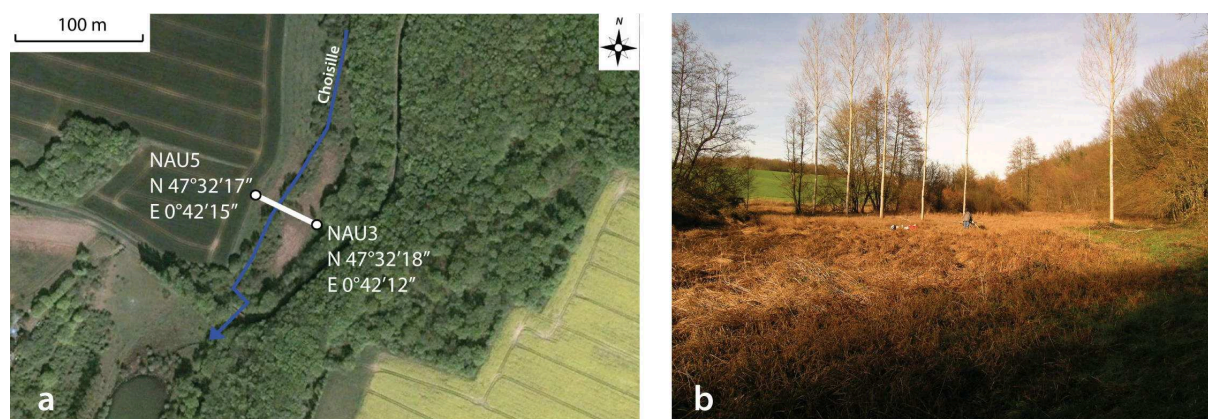 100 m
N
Choisille
NAU5
N 47°32’17”
E 0°42’15”
NAU3
N 47°32’18”
E 0°42’12”
a
b